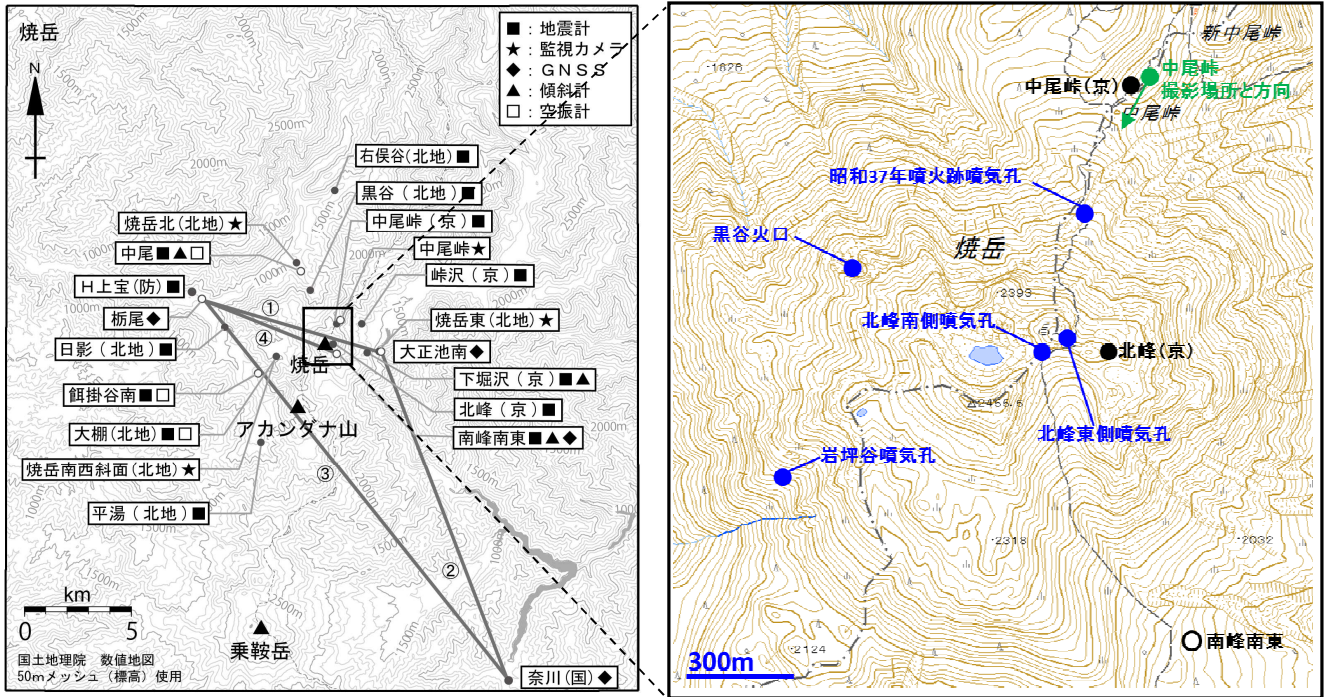 焼岳
N
■：地震計
★：監視カメラ
◆：GNSS
▲：傾斜計
□：空振計
2500m
2000m
1500m
右俣谷(北地)■
黒谷（北地）■
中尾峠（京）■
中尾峠★
峠沢（京）■
焼岳北(北地)★
中尾■▲□
1000m
H上宝(防)■
栃尾◆
日影（北地）■
①
④
焼岳
焼岳東(北地)★
大正池南◆
下堀沢（京）■▲
北峰（京）■
南峰南東■▲◆
餌掛谷南■□
大棚(北地)■□
焼岳南西斜面(北地)★
平湯（北地）■
アカンダナ山
③
②
km
0 5
乗鞍岳
国土地理院 数値地図
50mメッシュ（標高）使用
奈川(国)◆
新中尾峠
・1826
中尾峠(京)
中尾峠
撮影場所と方向
中尾峠
昭和37年噴火跡噴気孔
黒谷火口
焼岳
・2393
北峰南側噴気孔
北峰(京)
△2455.5
北峰東側噴気孔
岩坪谷噴気孔
・2318
・2032
・2124
南峰南東
300m